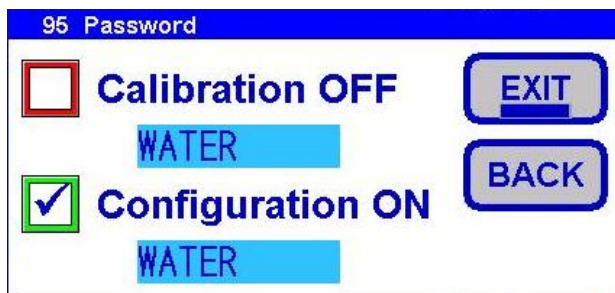 95 Password
Calibration OFF
EXIT
WATER
BACK
Configuration ON
WATER